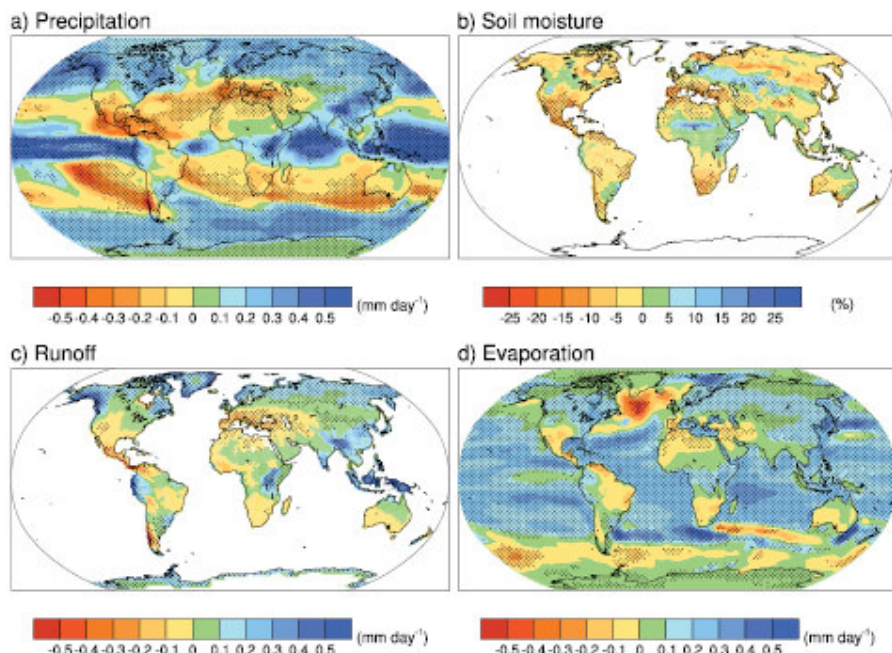 a) Precipitation
b) Soil moisture
-0.5 -0.4 -0.3 -0.2 -0.1 0 0.1 0.2 0.3 0.4 0.5 (mm day⁻¹)
-25 -20 -15 -10 -5 0 5 10 15 20 25 (%)
c) Runoff
d) Evaporation
-0.5 -0.4 -0.3 -0.2 -0.1 0 0.1 0.2 0.3 0.4 0.5 (mm day⁻¹)
-0.5 -0.4 -0.3 -0.2 -0.1 0 0.1 0.2 0.3 0.4 0.5 (mm day⁻¹)